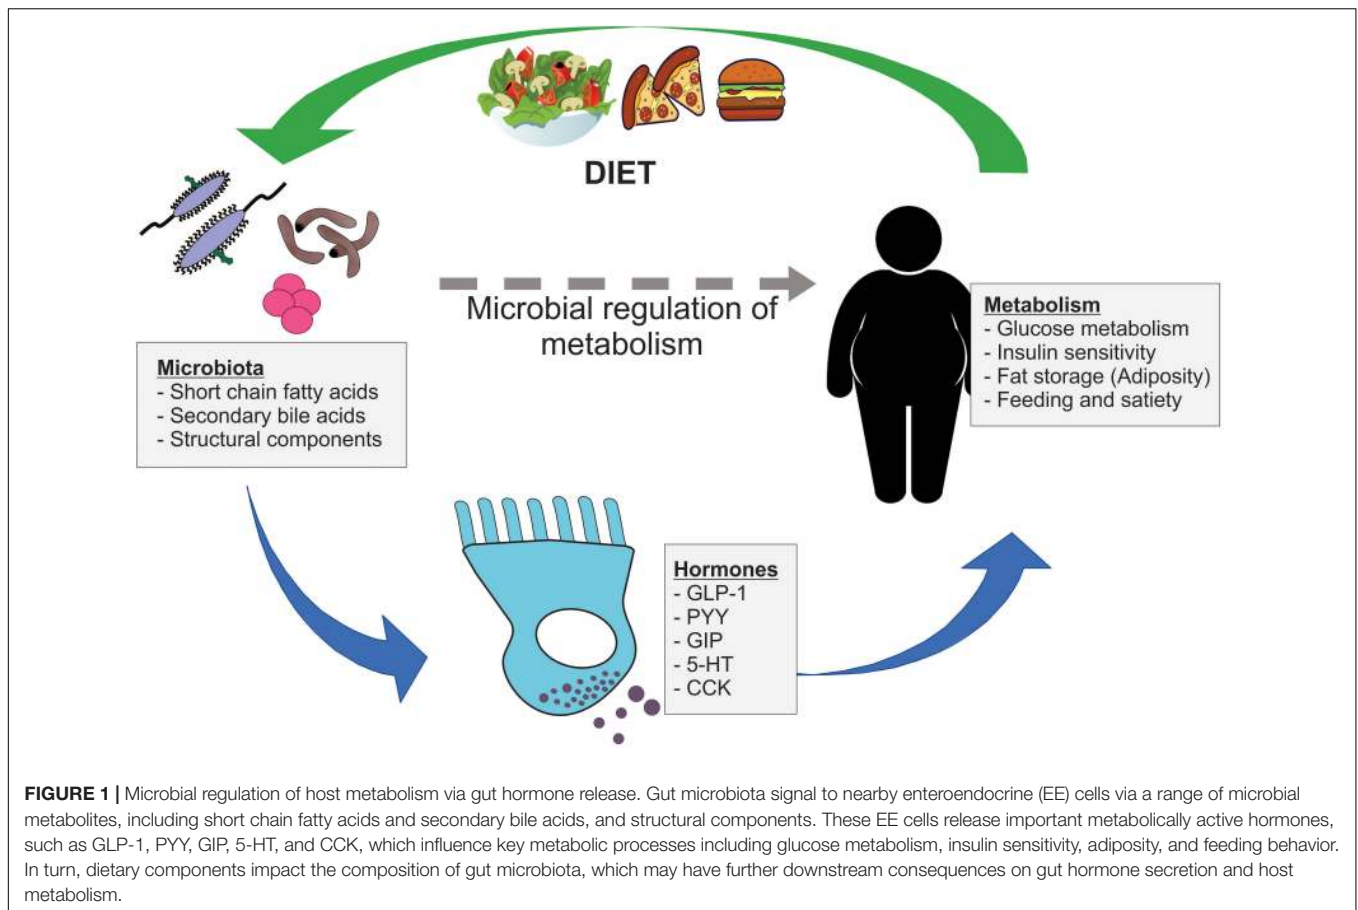 DIET
Microbial regulation of
metabolism
Metabolism
- Glucose metabolism
- Insulin sensitivity
- Fat storage (Adiposity)
- Feeding and satiety
Microbiota
- Short chain fatty acids
- Secondary bile acids
- Structural components
Hormones
- GLP-1
- PYY
- GIP
- 5-HT
- CCK
FIGURE 1 | Microbial regulation of host metabolism via gut hormone release. Gut microbiota signal to nearby enteroendocrine (EE) cells via a range of microbial
metabolites, including short chain fatty acids and secondary bile acids, and structural components. These EE cells release important metabolically active hormones,
such as GLP-1, PYY, GIP, 5-HT, and CCK, which influence key metabolic processes including glucose metabolism, insulin sensitivity, adiposity, and feeding behavior.
In turn, dietary components impact the composition of gut microbiota, which may have further downstream consequences on gut hormone secretion and host
metabolism.